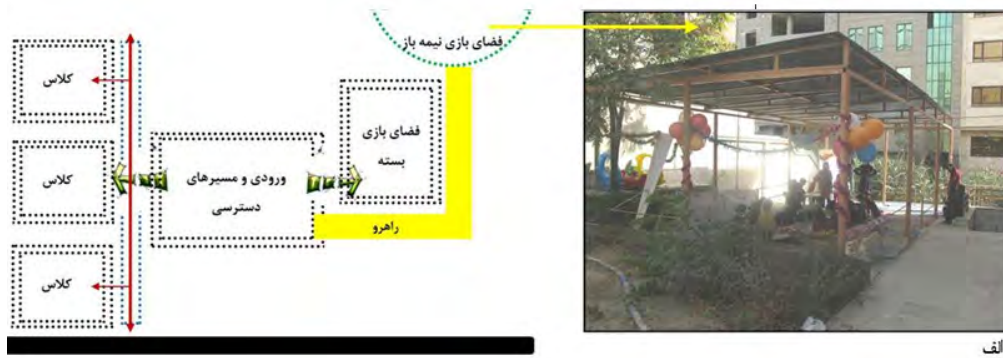 فضای بازی نیمه باز
کلاس
فضای بازی
بسته
ورودی و مسیرهای
دسترسی
کلاس
راهرو
کلاس
الف